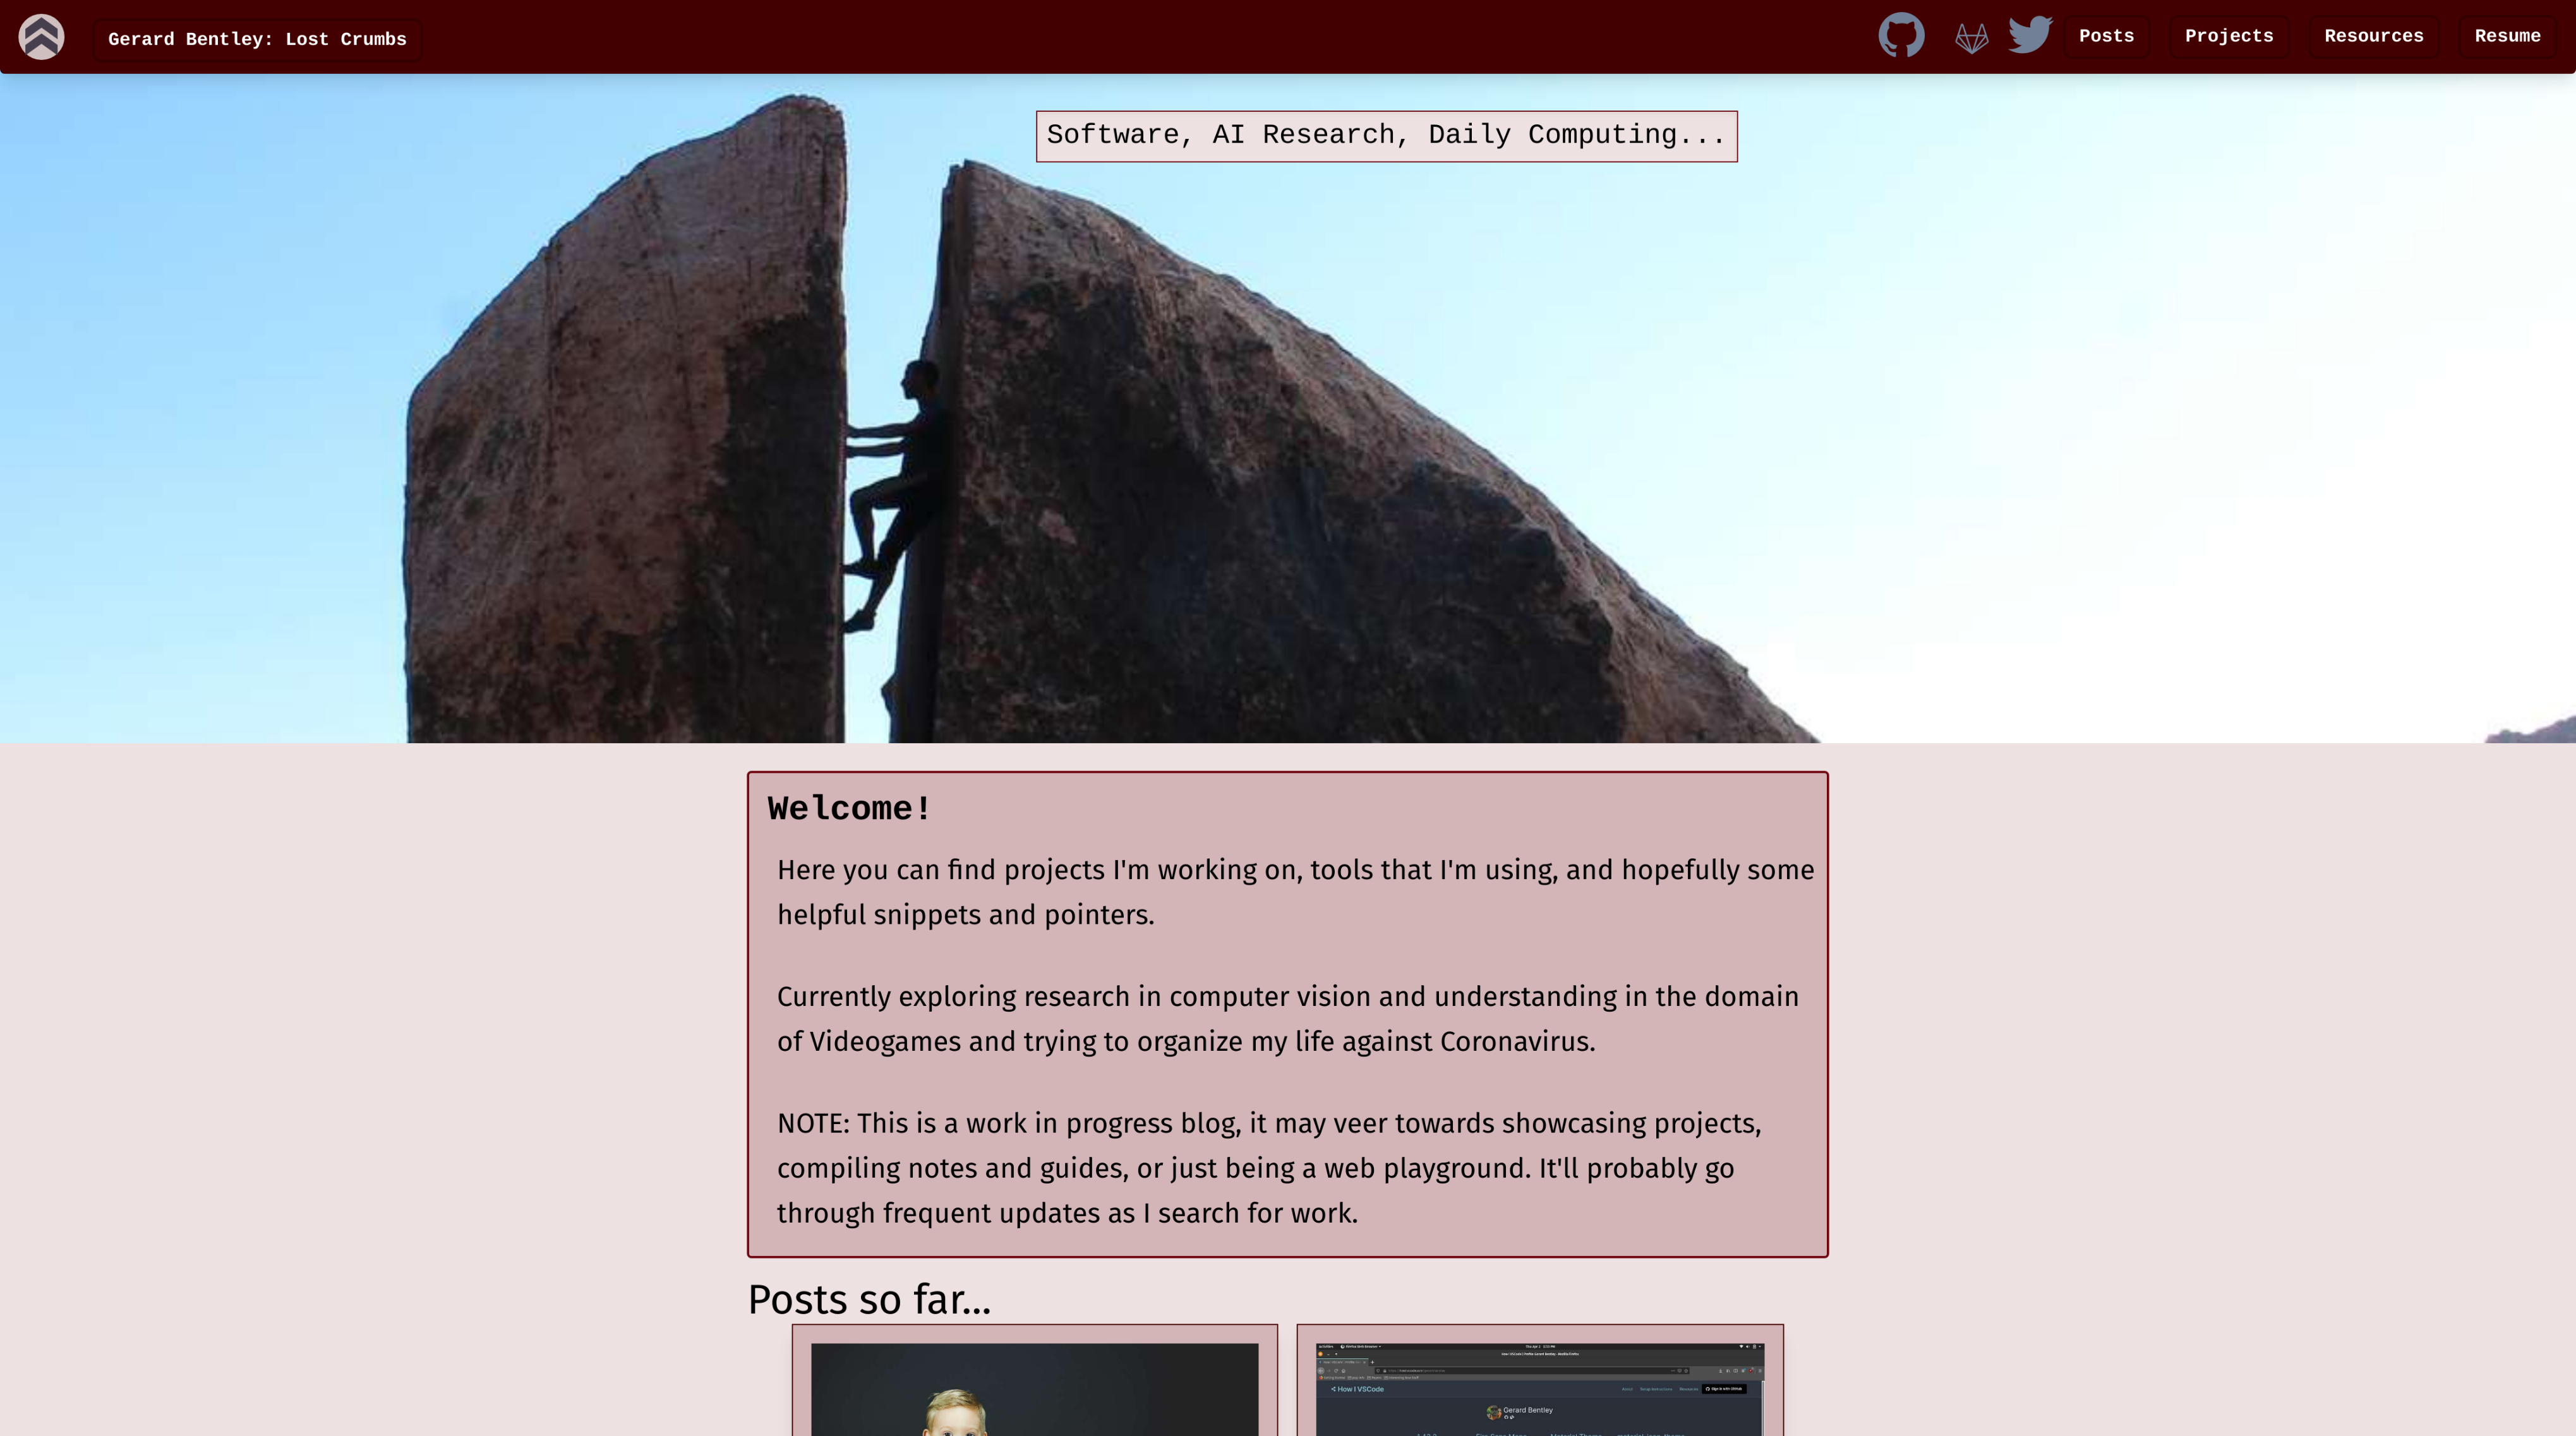 Gerard Bentley: Lost Crumbs
Posts
Projects
Resources
Resume
Software, AI Research, Daily Computing...
Welcome!
Here you can find projects I'm working on, tools that I'm using, and hopefully some
helpful snippets and pointers.
Currently exploring research in computer vision and understanding in the domain
of Videogames and trying to organize my life against Coronavirus.
NOTE: This is a work in progress blog, it may veer towards showcasing projects,
compiling notes and guides, or just being a web playground. It'll probably go
through frequent updates as I search for work.
Posts so far...
How I VSCode
Gerard Bentley